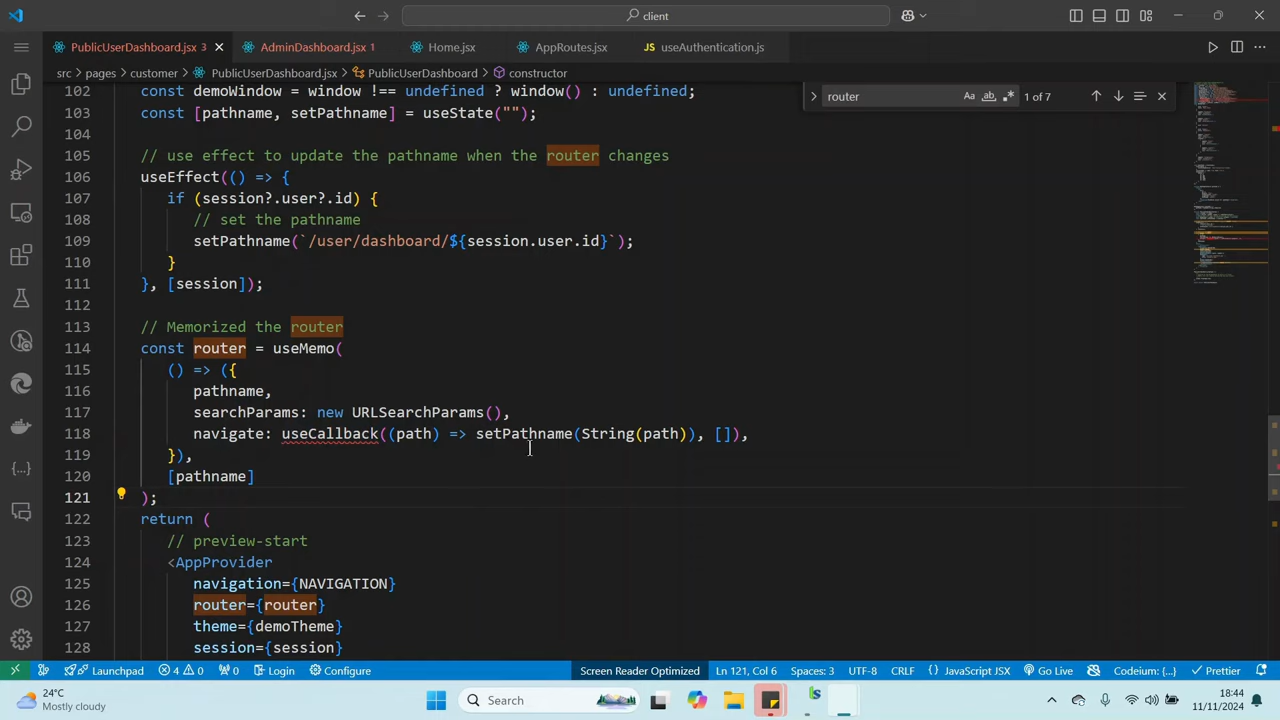 client
PublicUserDashboard.jsx 3
AdminDashboard.jsx 1
Home.jsx
AppRoutes.jsx
JS useAuthentication.js
src > pages > customer > PublicUserDashboard.jsx > PublicUserDashboard > constructor
router
Aa
ab
1 of 7
102 const demoWindow = window !== undefined ? window() : undefined;
103 const [pathname, setPathname] = useState("");
104
105 // use effect to update the pathname when the router changes
106 useEffect(() => {
107 if (session?.user?.id) {
108 // set the pathname
109 setPathname(`/user/dashboard/${session.user.id}`);
110 }
111 }, [session]);
112
113 // Memorized the router
114 const router = useMemo(
115 () => ({
116 pathname,
117 searchParams: new URLSearchParams(),
118 navigate: useCallback((path) => setPathname(String(path)), []),
119 }),
120 [pathname]
121 );
122 return (
123 // preview-start
124 <AppProvider
125 navigation={NAVIGATION}
126 router={router}
127 theme={demoTheme}
128 session={session}
Launchpad
4
0
0
Login
Configure
Screen Reader Optimized
Ln 121, Col 6
Spaces: 3
UTF-8
CRLF
{ } JavaScript JSX
Go Live
Codeium: {...}
Prettier
24°C
Mostly cloudy
Search
18:44
11/11/2024